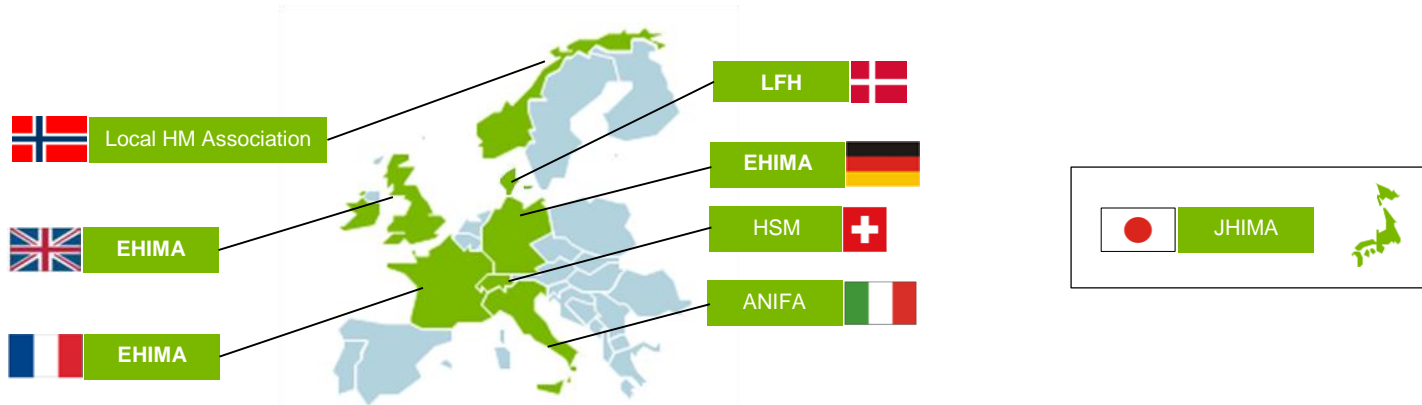 LFH
Local HM Association
EHIMA
EHIMA
HSM
JHIMA
ANIFA
EHIMA